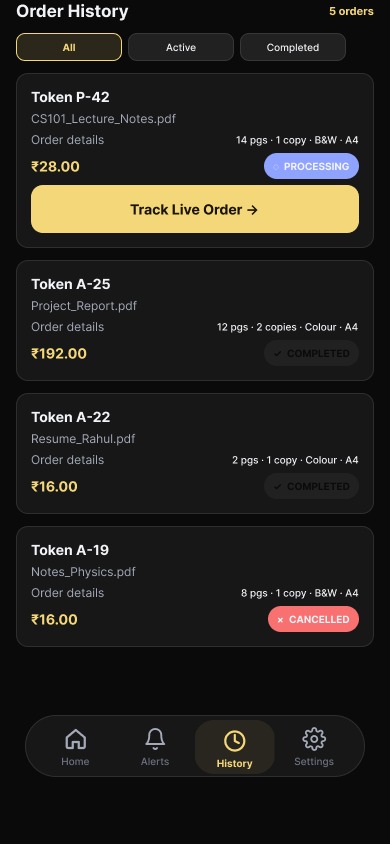 Order History
5 orders
All
Active
Completed
Token P-42
CS101_Lecture_Notes.pdf
Order details
14 pgs · 1 copy · B&W · A4
₹28.00
PROCESSING
Track Live Order →
Token A-25
Project_Report.pdf
Order details
12 pgs · 2 copies · Colour · A4
₹192.00
✓ COMPLETED
Token A-22
Resume_Rahul.pdf
Order details
2 pgs · 1 copy · Colour · A4
₹16.00
✓ COMPLETED
Token A-19
Notes_Physics.pdf
Order details
8 pgs · 1 copy · B&W · A4
₹16.00
× CANCELLED
Home
Alerts
History
Settings